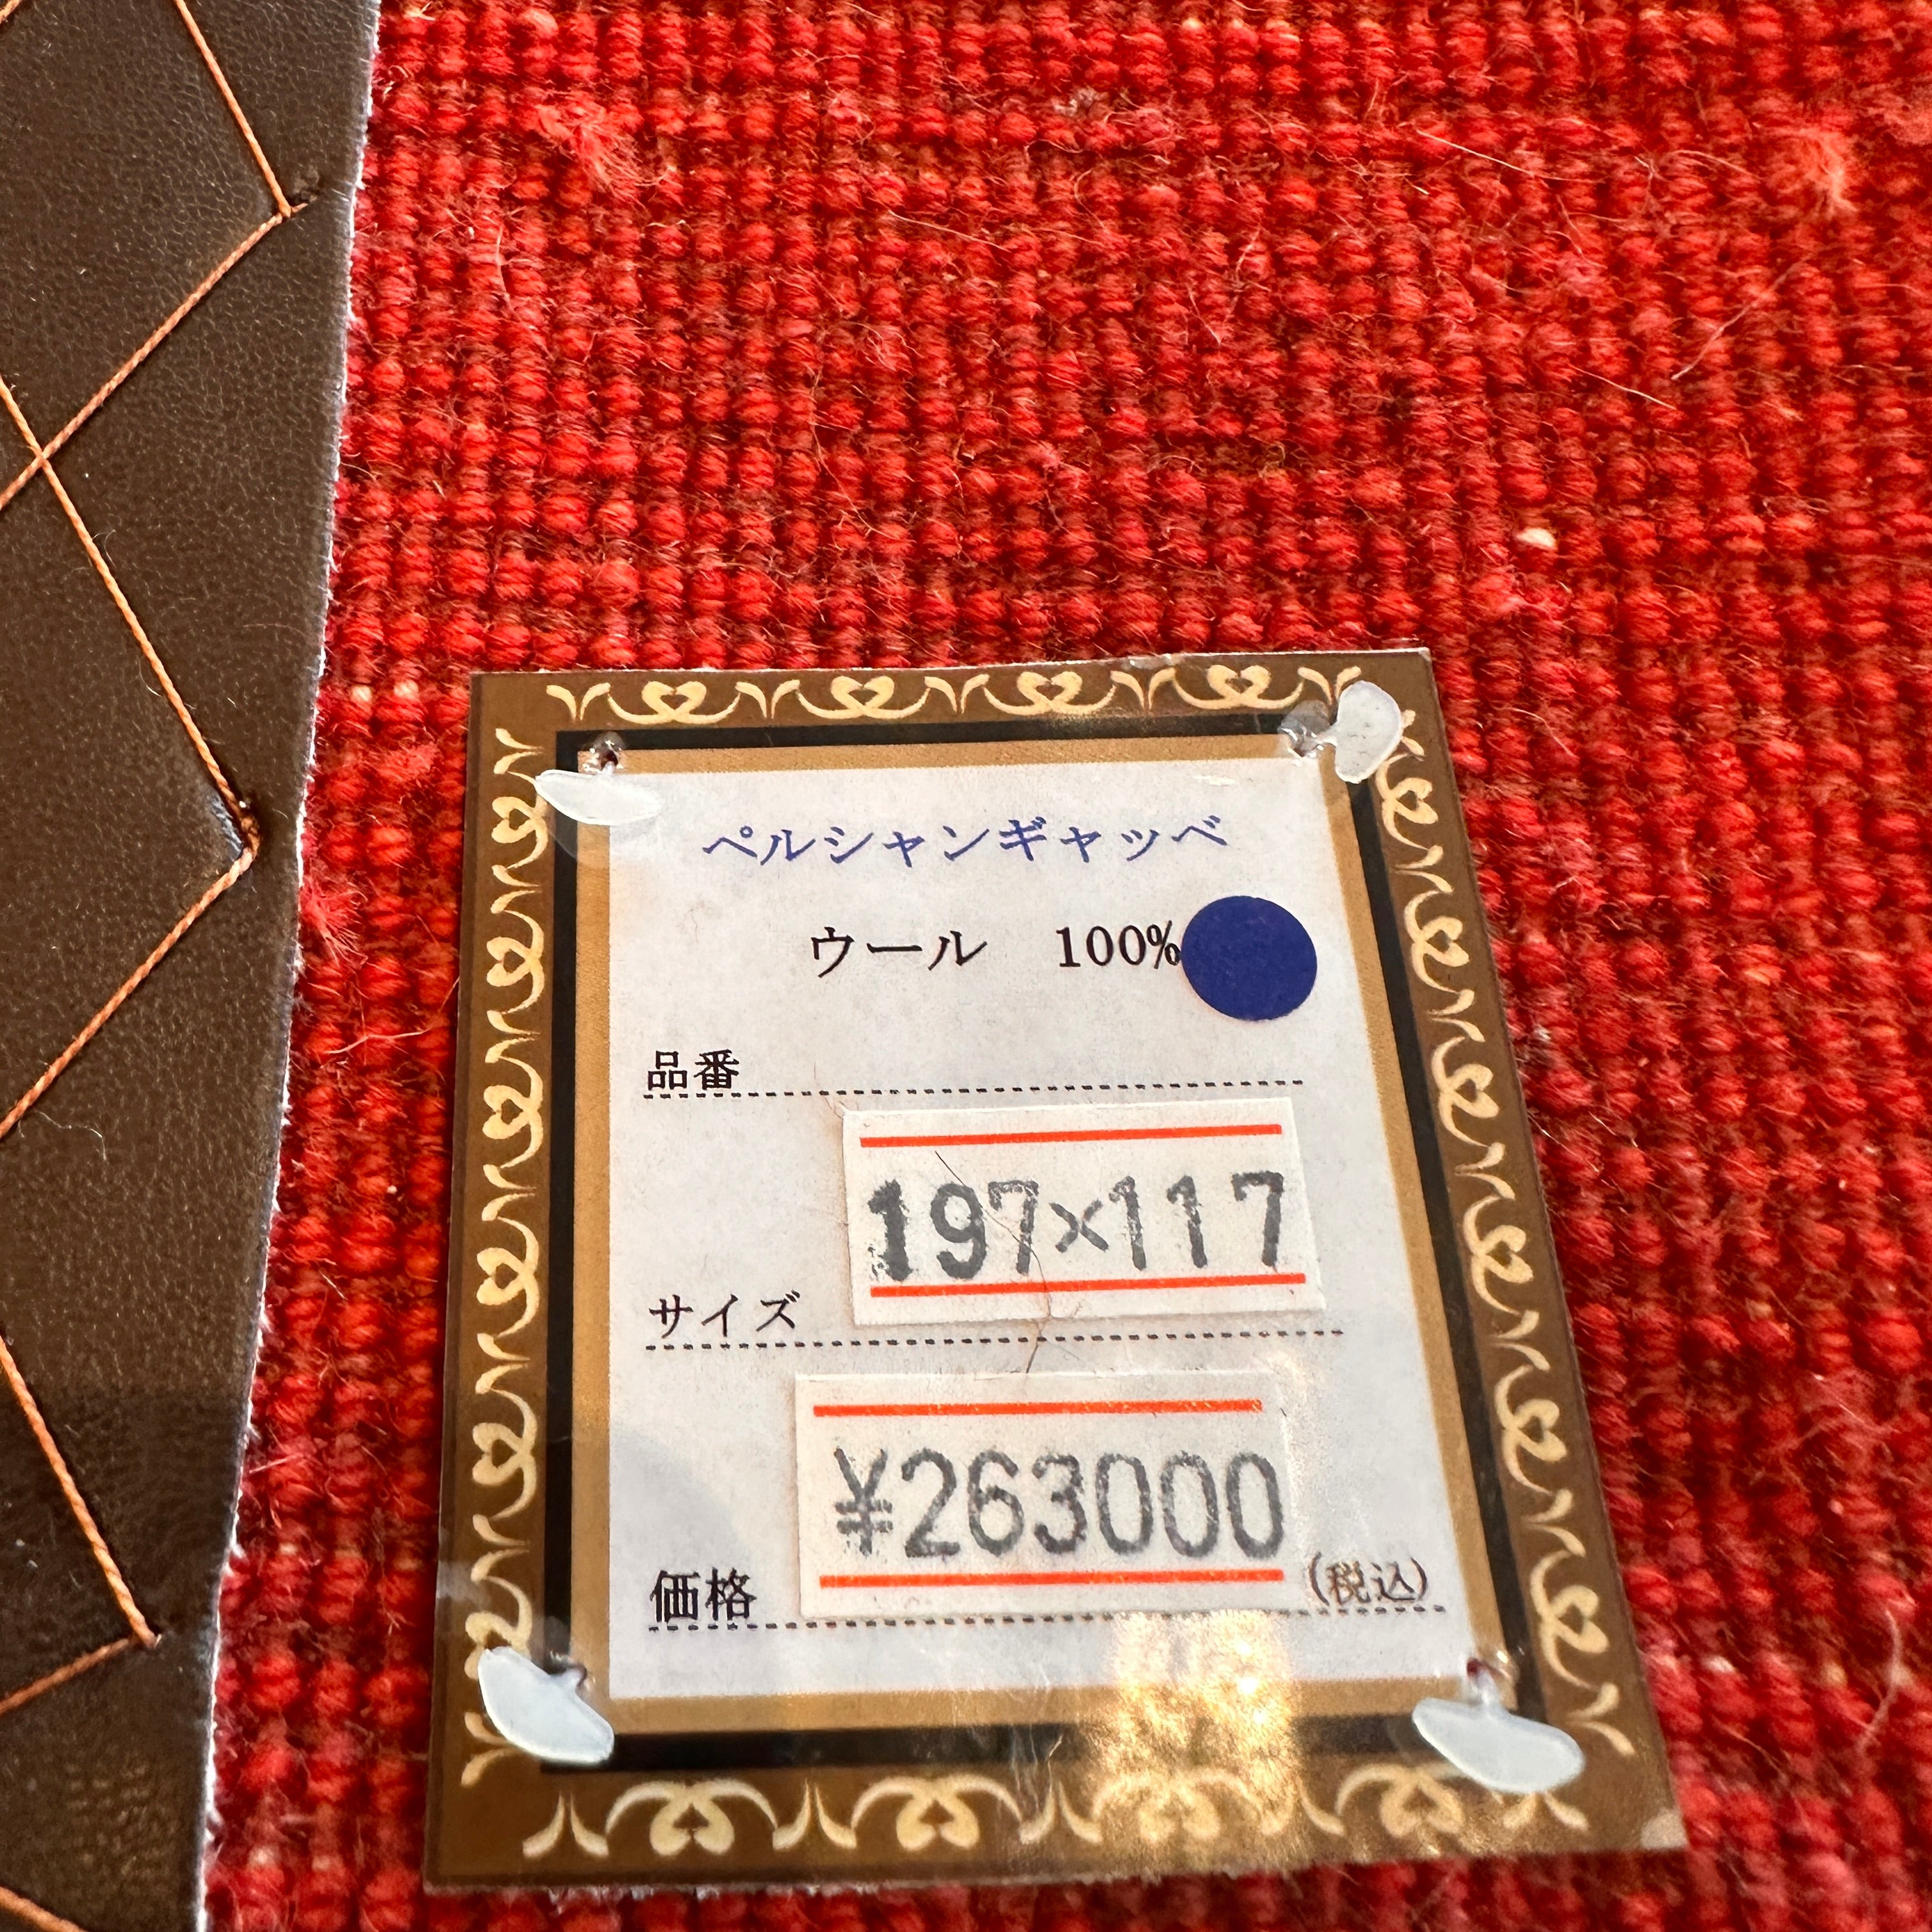 ペルシャンギャッベ
ウール 100%
品番
197×117
サイズ
¥263000
価格 (税込)